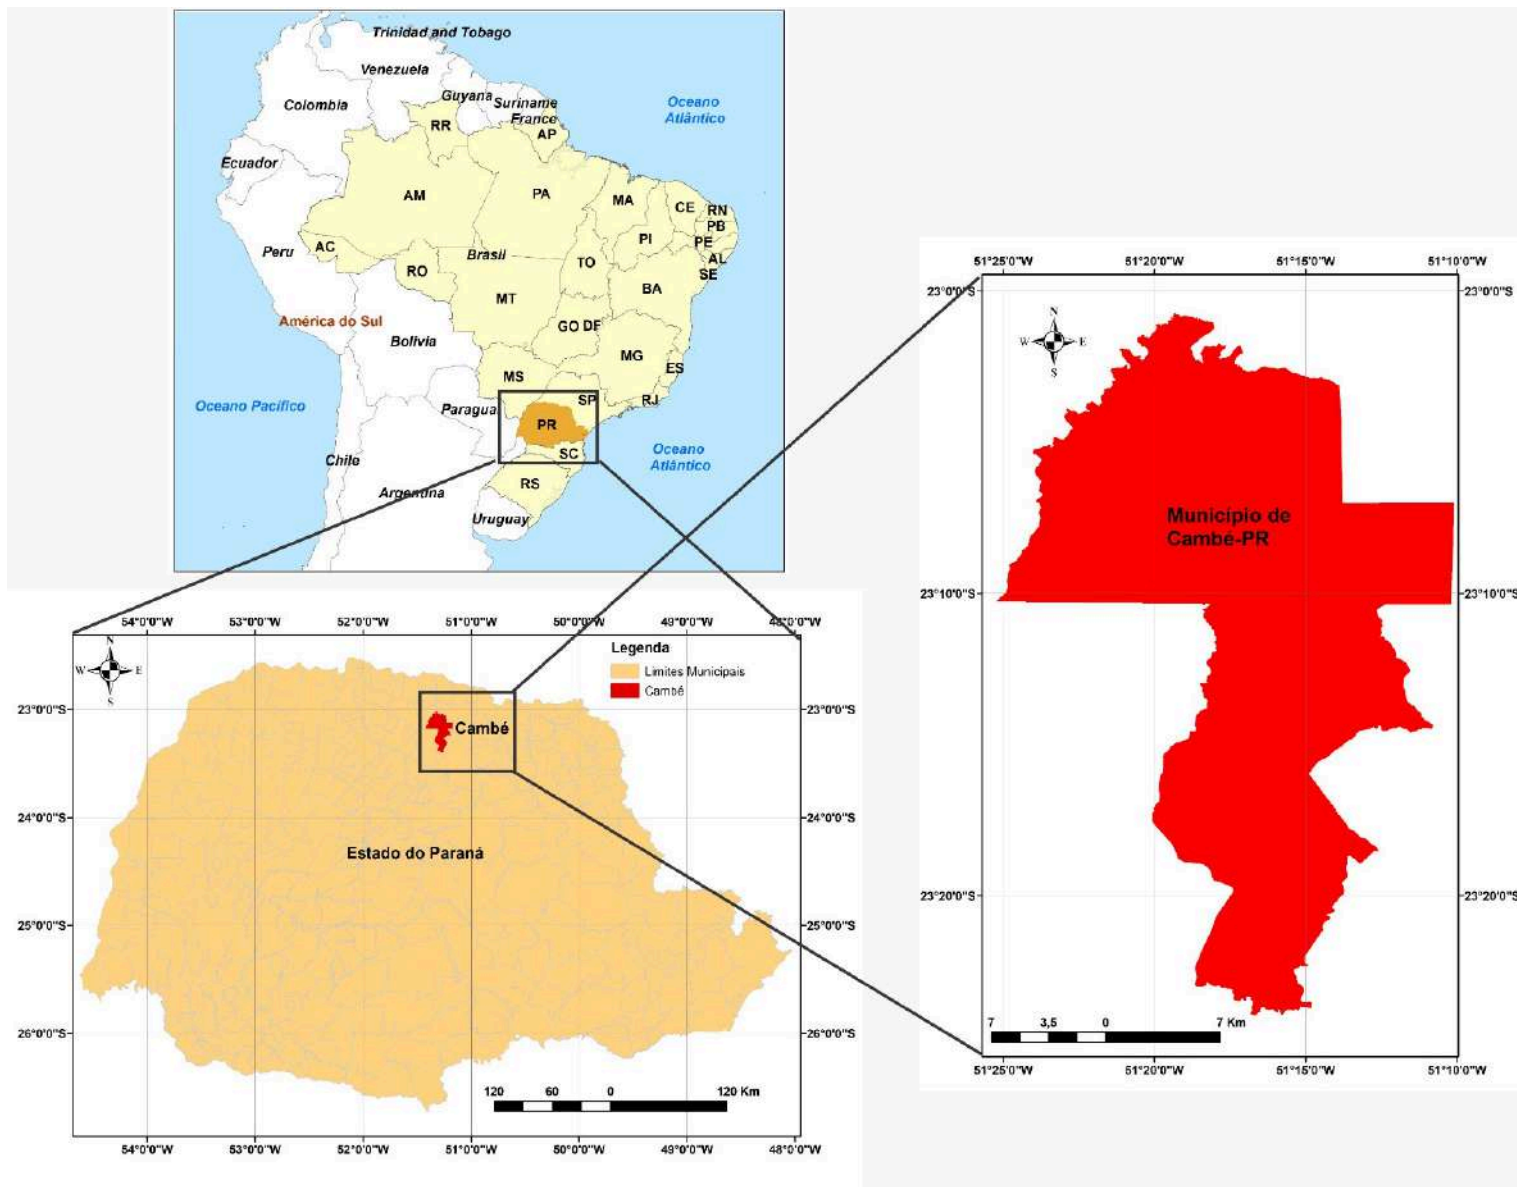 Trinidad and Tobago
Venezuela
Guyana
Suriname
France
Colombia
Oceano
Atlântico
RR
AP
Ecuador
AM
PA
MA
CE
RN
PB
PE
PI
AL
SE
Peru
AC
RO
Brasil
TO
BA
MT
América do Sul
Bolivia
GO DF
MG
ES
MS
SP
RJ
Oceano Pacífico
Paragua
PR
SC
Oceano
Atlântico
Chile
RS
Argentina
Uruguay
54°0'0"W 53°0'0"W 52°0'0"W 51°0'0"W 50°0'0"W 49°0'0"W 48°0'0"W
N
W E
S
Legenda
Limites Municipais
Cambé
23°0'0"S 23°0'0"S
Cambé
24°0'0"S 24°0'0"S
Estado do Paraná
25°0'0"S 25°0'0"S
26°0'0"S 26°0'0"S
120 60 0 120 Km
54°0'0"W 53°0'0"W 52°0'0"W 51°0'0"W 50°0'0"W 49°0'0"W 48°0'0"W
51°25'0"W 51°20'0"W 51°15'0"W 51°10'0"W
23°0'0"S 23°0'0"S
N
W E
S
Município de
Cambé-PR
23°10'0"S 23°10'0"S
23°20'0"S 23°20'0"S
7 3,5 0 7 Km
51°25'0"W 51°20'0"W 51°15'0"W 51°10'0"W